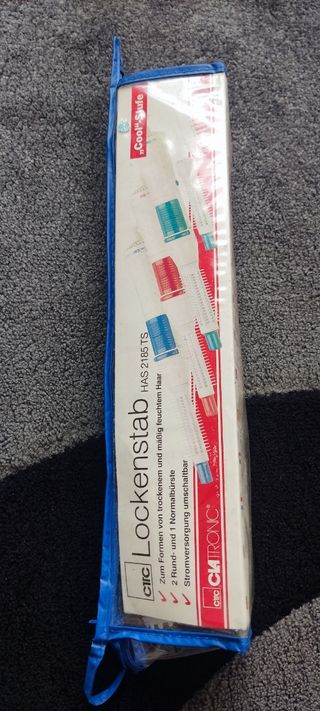 "Cool"-Stufe
CTC Lockenstab
HAS 2185 TS
✓ Zum Formen von trockenem und mäßig feuchtem Haar
✓ 2 Rund- und 1 Normalbürste
✓ Stromversorgung umschaltbar
CTC CLATRONIC®